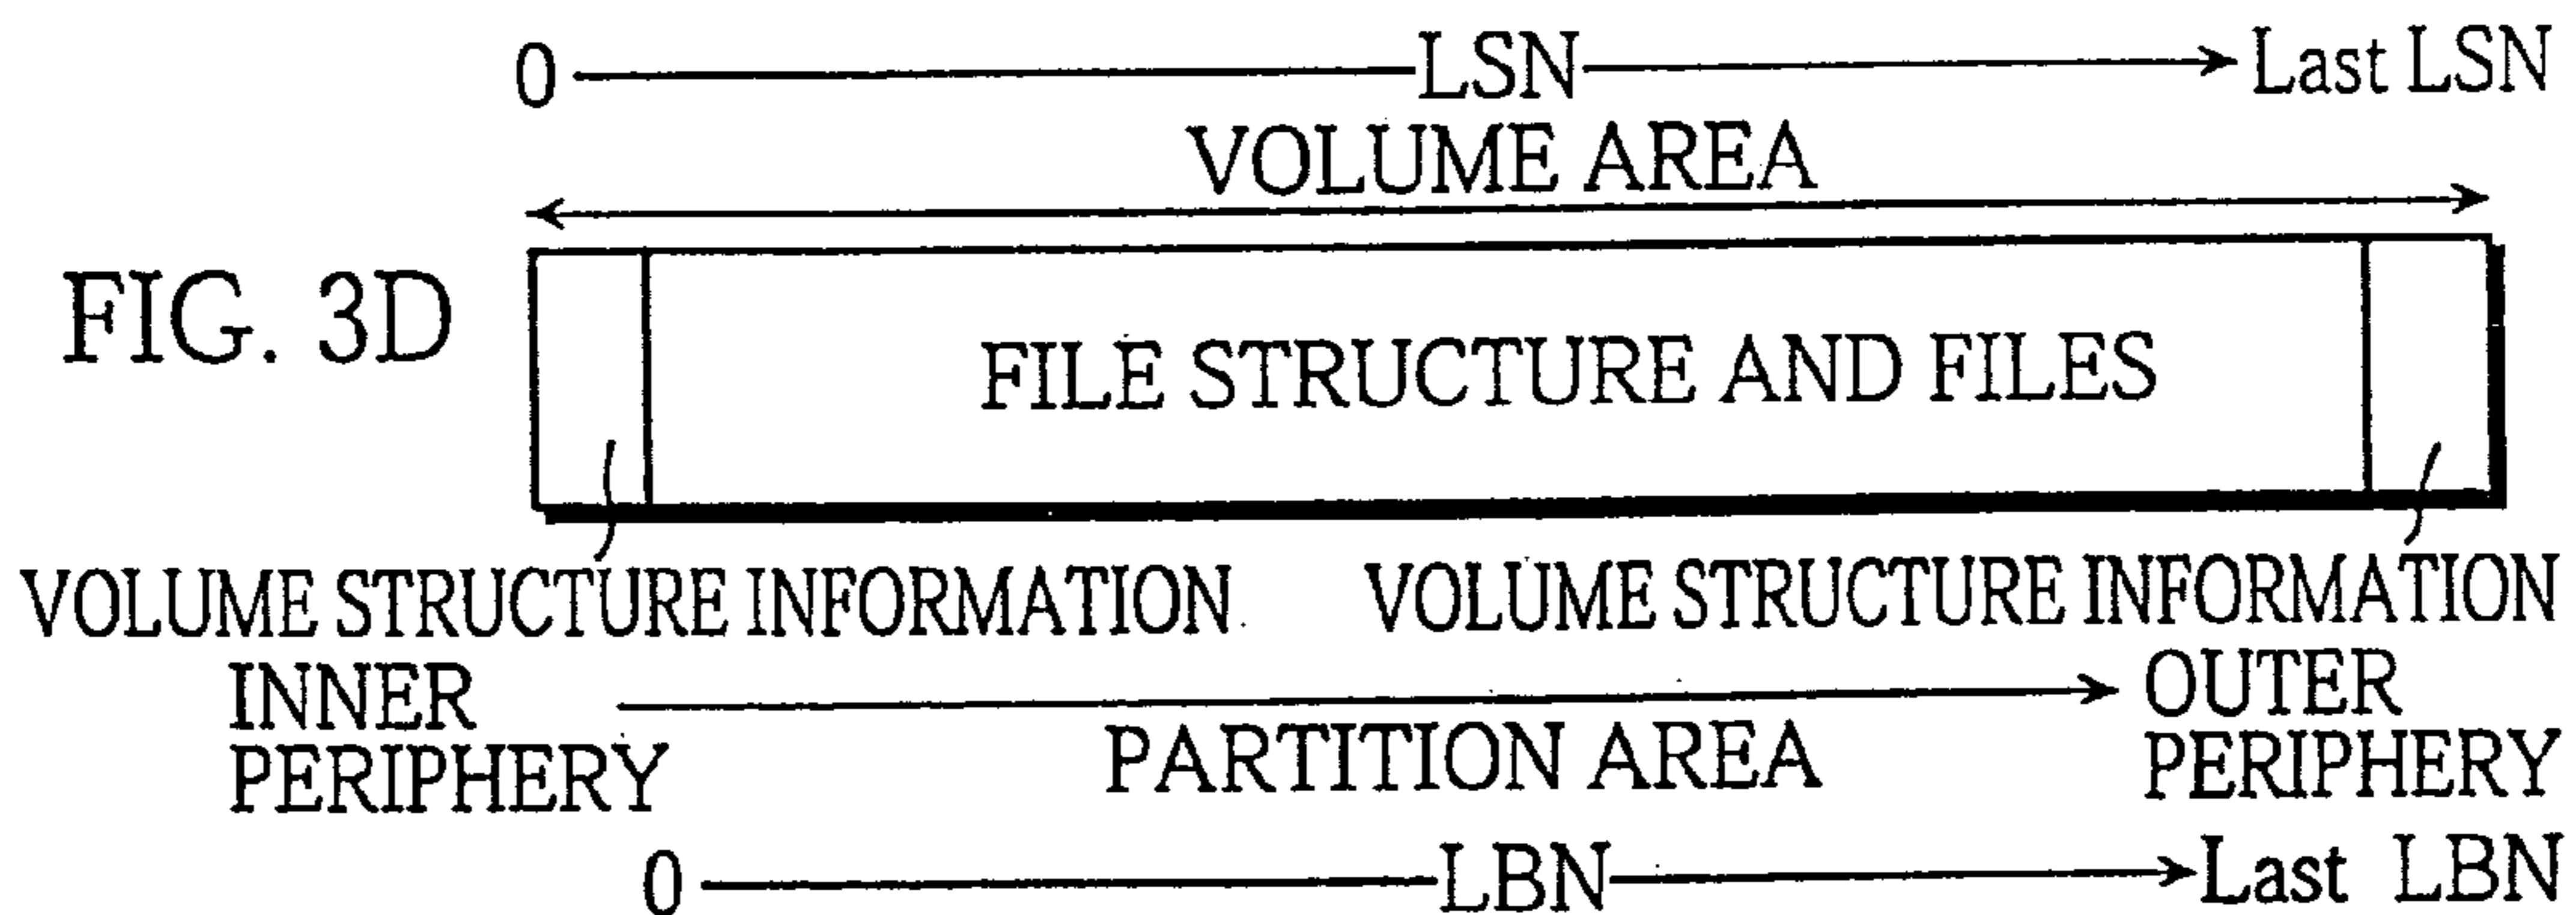 0 LSN Last LSN
VOLUME AREA
FIG. 3D
FILE STRUCTURE AND FILES
VOLUME STRUCTURE INFORMATION VOLUME STRUCTURE INFORMATION
INNER PERIPHERY
OUTER PERIPHERY
PARTITION AREA
0 LBN Last LBN